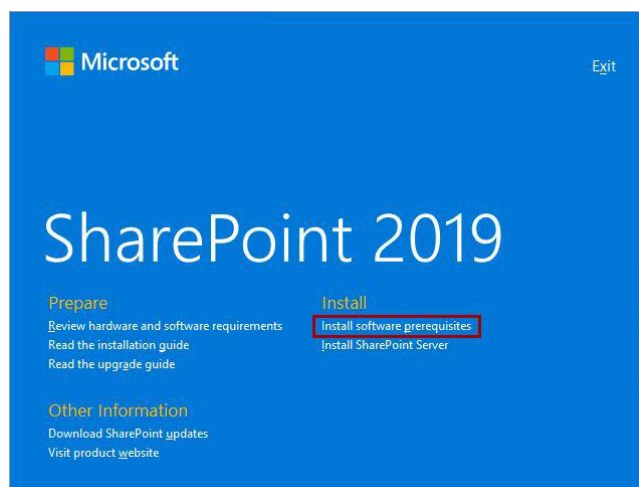 Microsoft
Exit
SharePoint 2019
Prepare
Review hardware and software requirements
Read the installation guide
Read the upgrade guide
Install
Install software prerequisites
Install SharePoint Server
Other Information
Download SharePoint updates
Visit product website